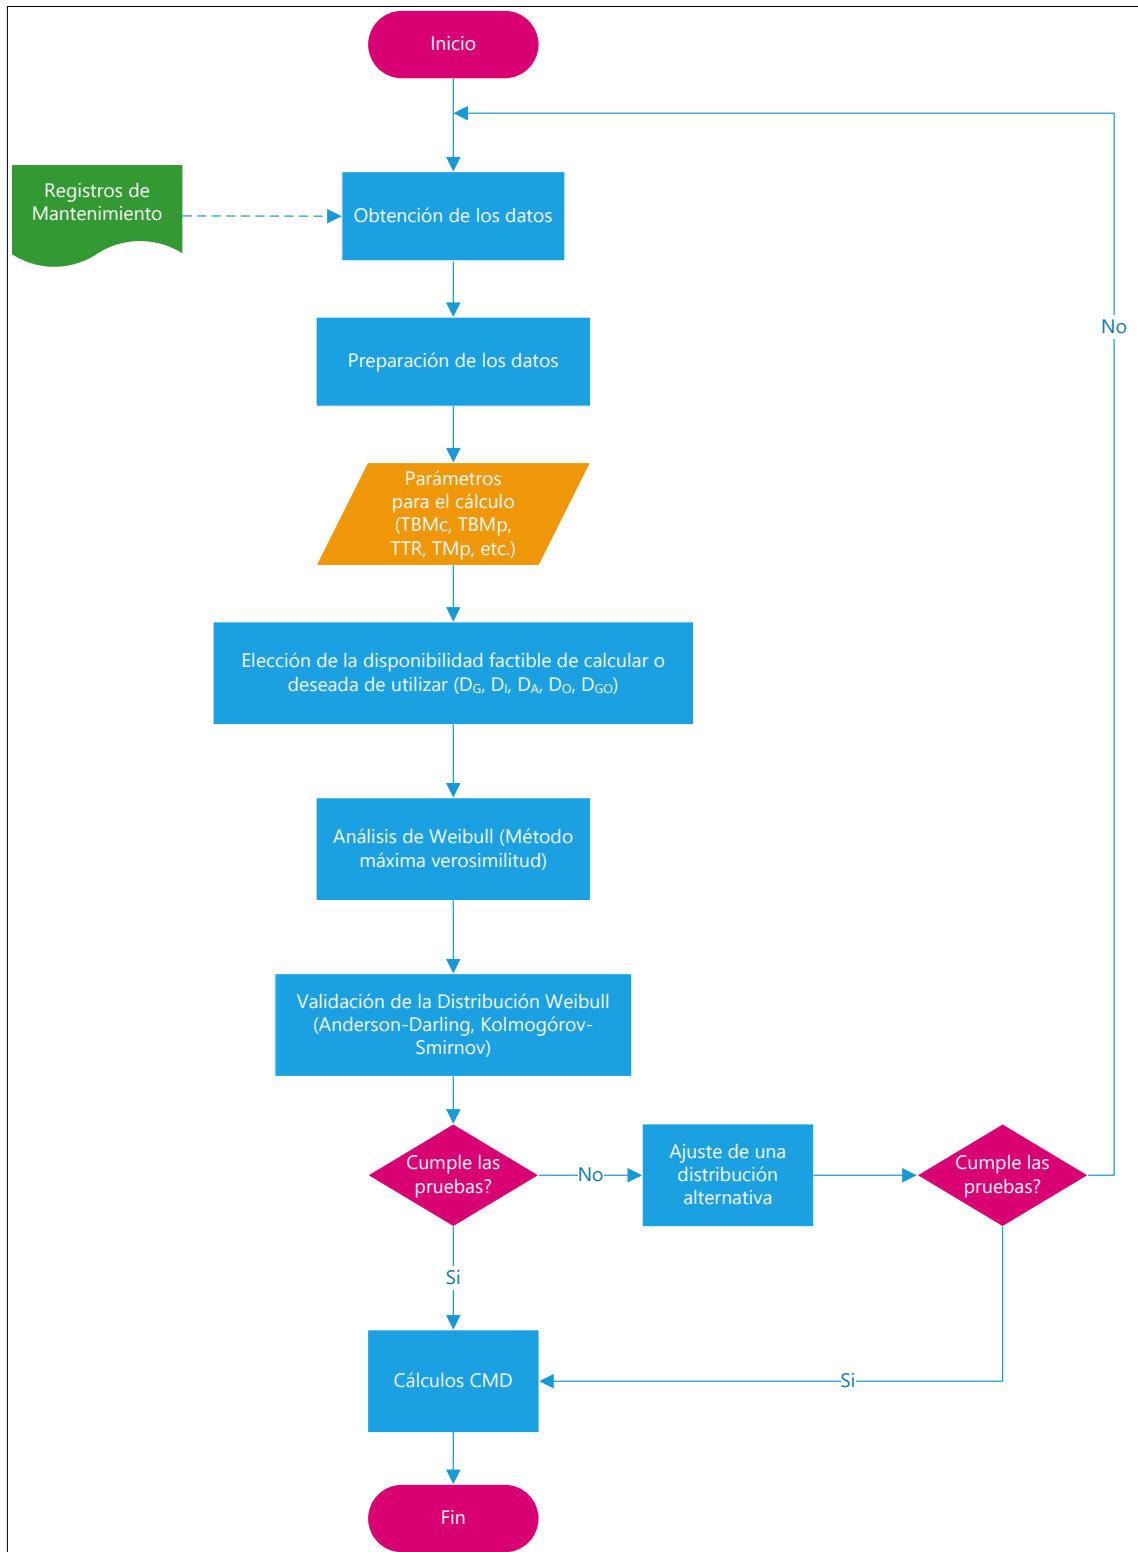 Inicio
Registros de
Mantenimiento
Obtención de los datos
No
Preparación de los datos
Parámetros
para el cálculo
(TBMc, TBMp,
TTR, TMp, etc.)
Elección de la disponibilidad factible de calcular o
deseada de utilizar (DG, DI, DA, DO, DGO)
Análisis de Weibull (Método
máxima verosimilitud)
Validación de la Distribución Weibull
(Anderson-Darling, Kolmogórov-
Smirnov)
Cumple las
pruebas?
No
Ajuste de una
distribución
alternativa
Cumple las
pruebas?
Si
Cálculos CMD
Si
Fin